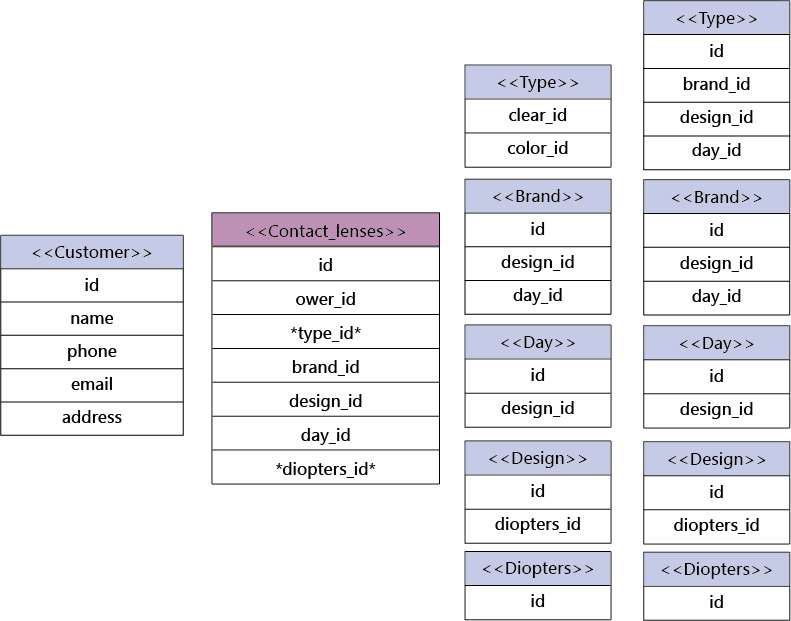 <<Customer>>
id
name
phone
email
address
<<Contact_lenses>>
id
ower_id
*type_id*
brand_id
design_id
day_id
*diopters_id*
<<Type>>
clear_id
color_id
<<Brand>>
id
design_id
day_id
<<Day>>
id
design_id
<<Design>>
id
diopters_id
<<Diopters>>
id
<<Type>>
id
brand_id
design_id
day_id
<<Brand>>
id
design_id
day_id
<<Day>>
id
design_id
<<Design>>
id
diopters_id
<<Diopters>>
id